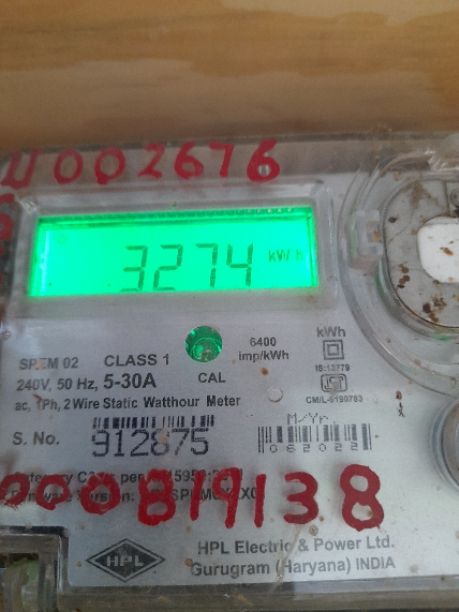 002676
3274 kWh
6400
imp/kWh
kWh
SPEM 02 CLASS 1
IS:13779
240V, 50 Hz, 5-30A CAL
CM/L-5190783
ac, 1Ph, 2 Wire Static Watthour Meter
M/Yr
S. No. 912875
062022
000819138
HPL
HPL Electric & Power Ltd.
Gurugram (Haryana) INDIA